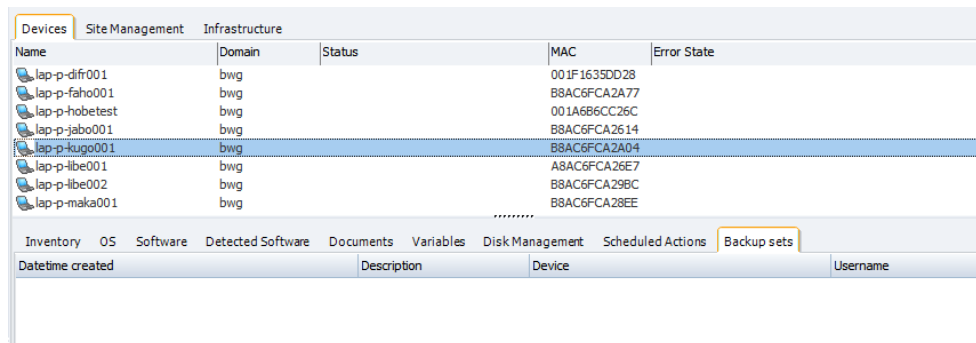 Devices Site Management Infrastructure
Name Domain Status MAC Error State
lap-p-difr001 bwg 001F1635DD28
lap-p-faho001 bwg B8AC6FCA2A77
lap-p-hobetest bwg 001A6B6CC26C
lap-p-jabo001 bwg B8AC6FCA2614
lap-p-kugo001 bwg B8AC6FCA2A04
lap-p-libe001 bwg A8AC6FCA26E7
lap-p-libe002 bwg B8AC6FCA29BC
lap-p-maka001 bwg B8AC6FCA28EE
Inventory OS Software Detected Software Documents Variables Disk Management Scheduled Actions Backup sets
Datetime created Description Device Username